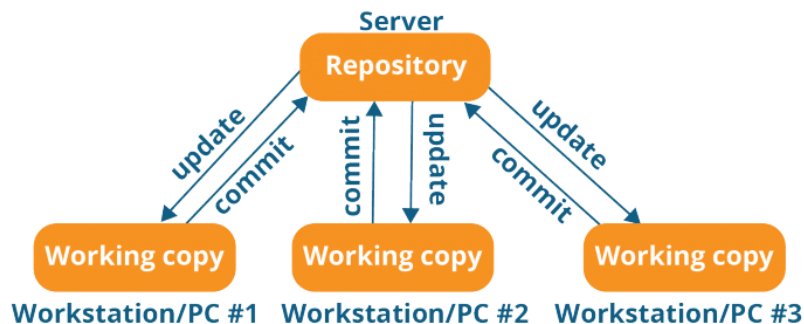 Server
Repository
update
commit
commit
update
update
commit
Working copy
Working copy
Working copy
Workstation/PC #1
Workstation/PC #2
Workstation/PC #3